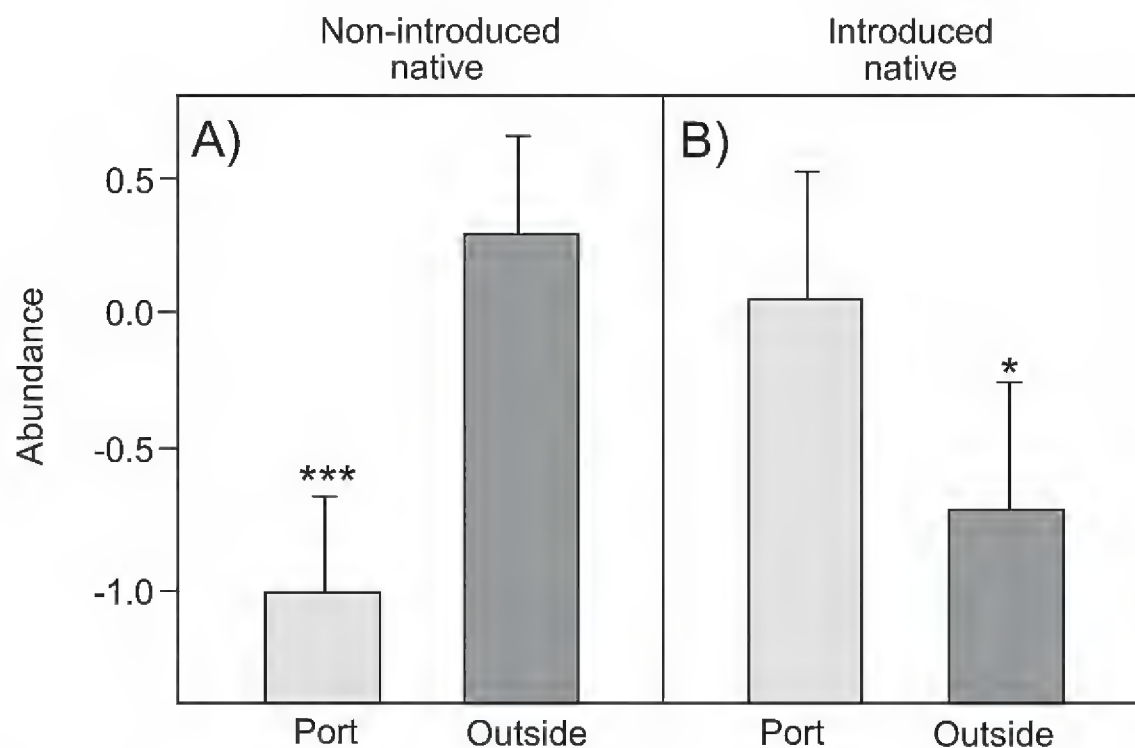 Non-introduced
native
Introduced
native
A)
B)
0.5
0.0
-0.5
-1.0
Abundance
***
*
Port
Outside
Port
Outside